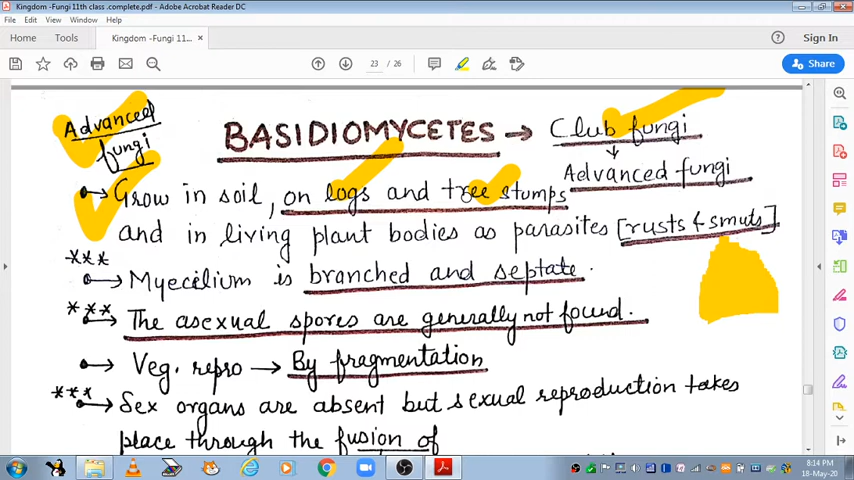 Kingdom -Fungi 11th class .complete.pdf - Adobe Acrobat Reader DC
File Edit View Window Help
Home Tools Kingdom -Fungi 11... × Sign In
23 / 26 Share
Advanced
fungi
BASIDIOMYCETES → Club fungi
↓
Advanced fungi
Grow in soil, on logs and tree stumps
and in living plant bodies as parasites [rusts & smuts]
***
Myecilium is branched and septate.
***
The asexual spores are generally not found.
Veg. repro → By fragmentation
***
Sex organs are absent but sexual reproduction takes
place through the fusion of
8:14 PM
18-May-20